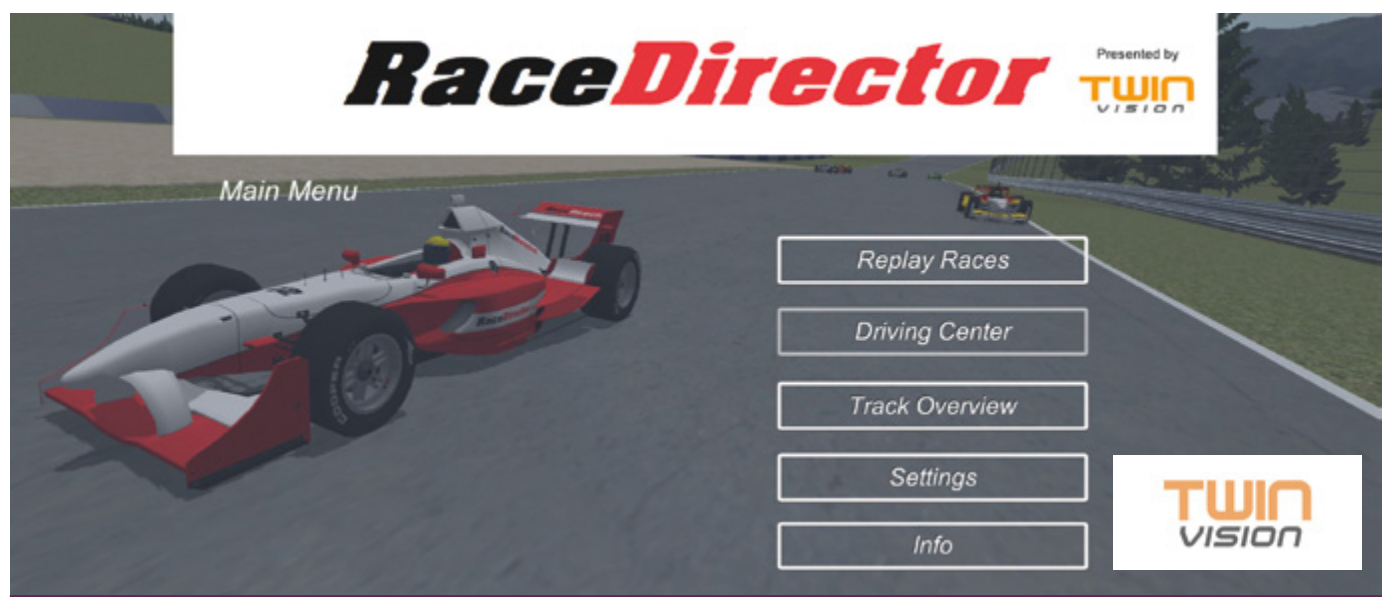 RaceDirector
Presented by
TWIN
VISION
Main Menu
Replay Races
Driving Center
Track Overview
Settings
Info
TWIN
VISION